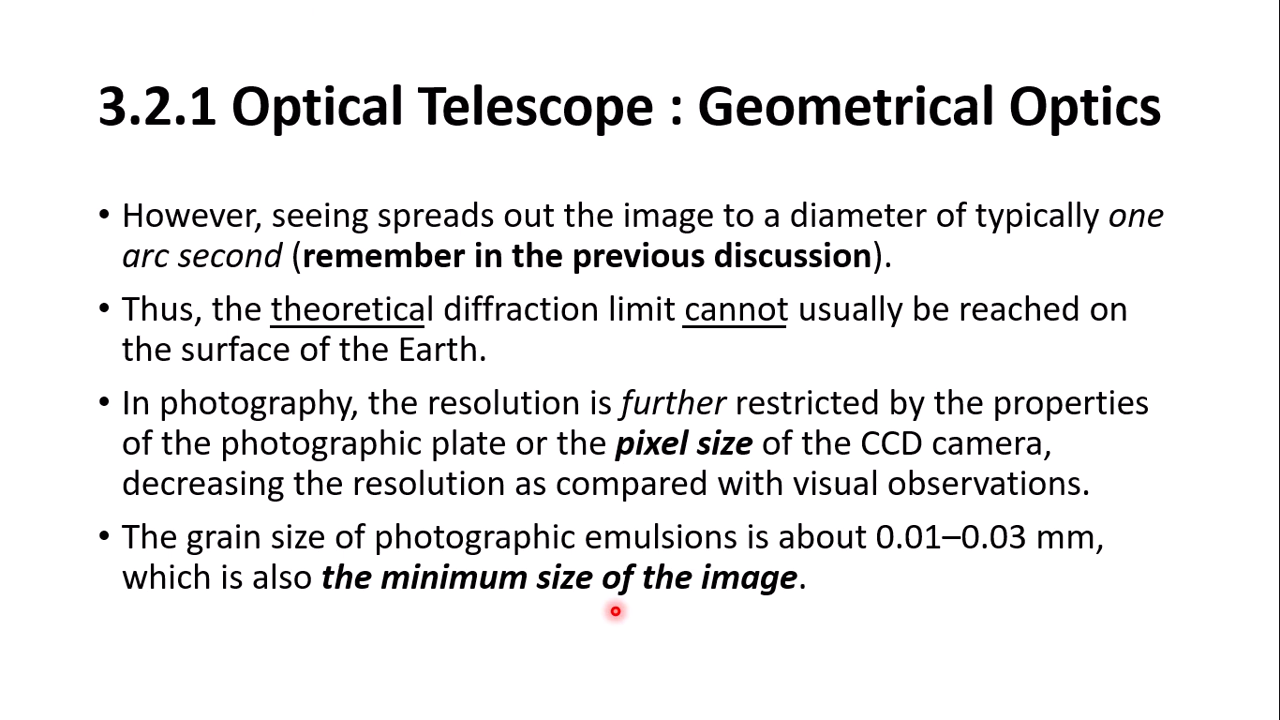 3.2.1 Optical Telescope : Geometrical Optics
• However, seeing spreads out the image to a diameter of typically one
arc second (remember in the previous discussion).
• Thus, the theoretical diffraction limit cannot usually be reached on
the surface of the Earth.
• In photography, the resolution is further restricted by the properties
of the photographic plate or the pixel size of the CCD camera,
decreasing the resolution as compared with visual observations.
• The grain size of photographic emulsions is about 0.01–0.03 mm,
which is also the minimum size of the image.